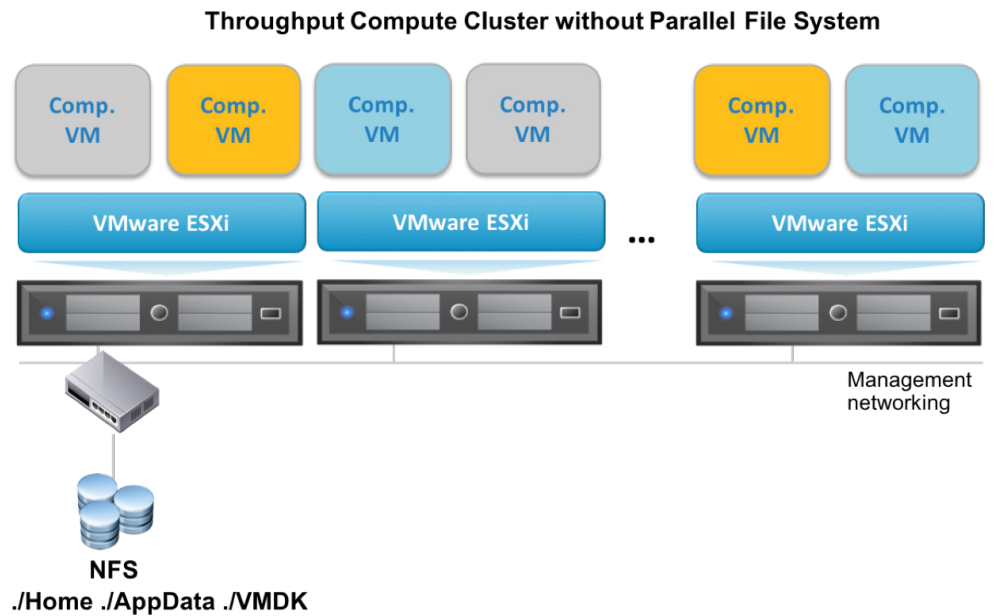 Throughput Compute Cluster without Parallel File System
Comp.
VM
Comp.
VM
Comp.
VM
Comp.
VM
Comp.
VM
Comp.
VM
VMware ESXi
VMware ESXi
...
VMware ESXi
Management
networking
NFS
./Home ./AppData ./VMDK